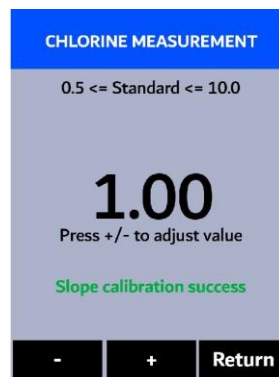 CHLORINE MEASUREMENT
0.5 <= Standard <= 10.0
1.00
Press +/- to adjust value
Slope calibration success
- + Return